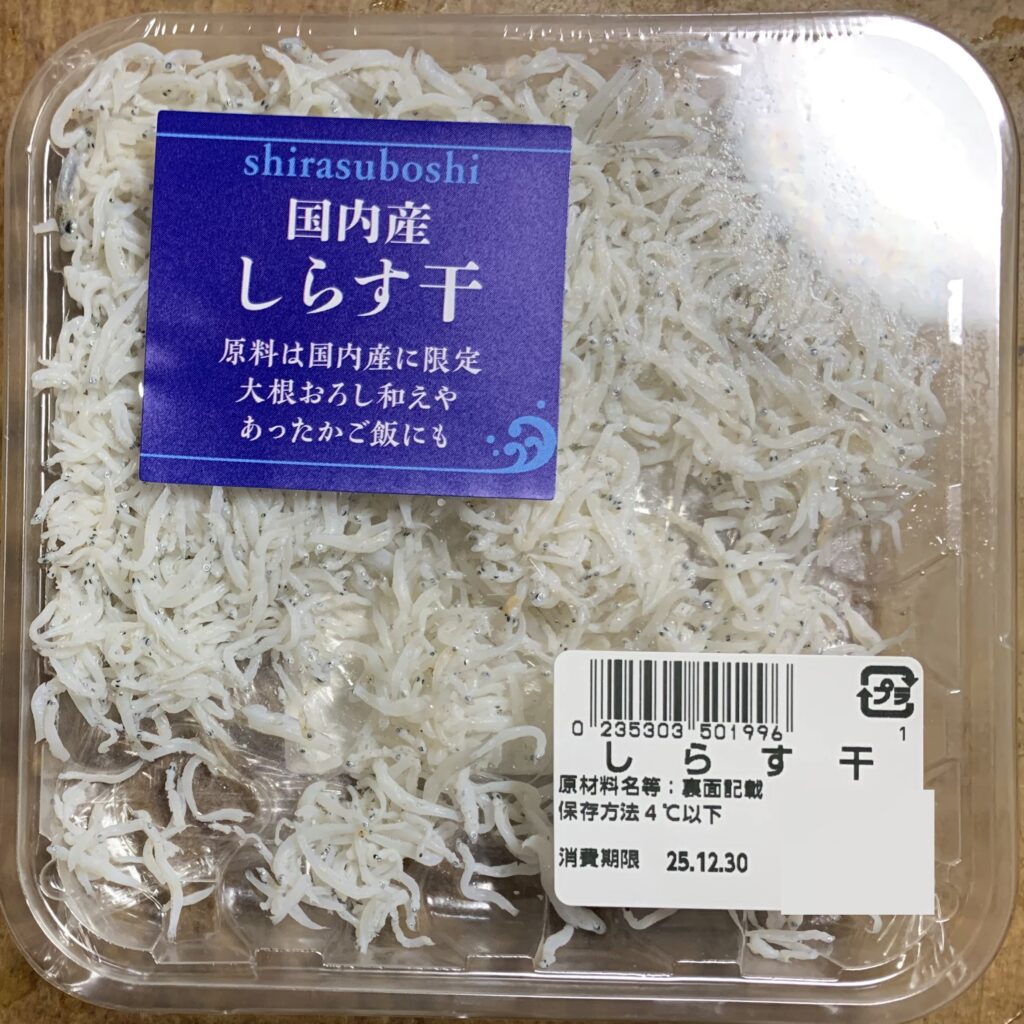 shirasuboshi
国内産
しらす干
原料は国内産に限定
大根おろし和えや
あったかご飯にも
0 235303 501996
プラ
1
しらす干
原材料名等：裏面記載
保存方法4℃以下
消費期限 25.12.30